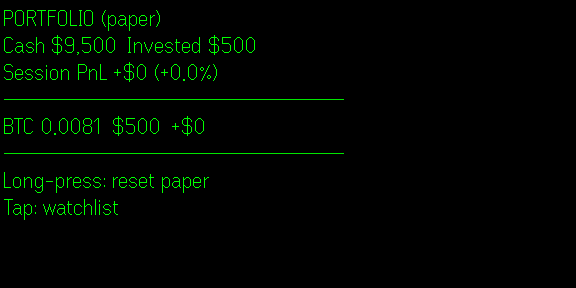 PORTFOLIO (paper)
Cash $9,500 Invested $500
Session PnL +$0 (+0.0%)
BTC 0.0081 $500 +$0
Long-press: reset paper
Tap: watchlist